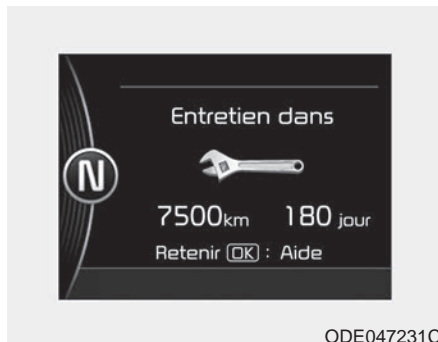 Entretien dans
N
7500km 180 jour
Retenir OK : Aide
ODE047231C